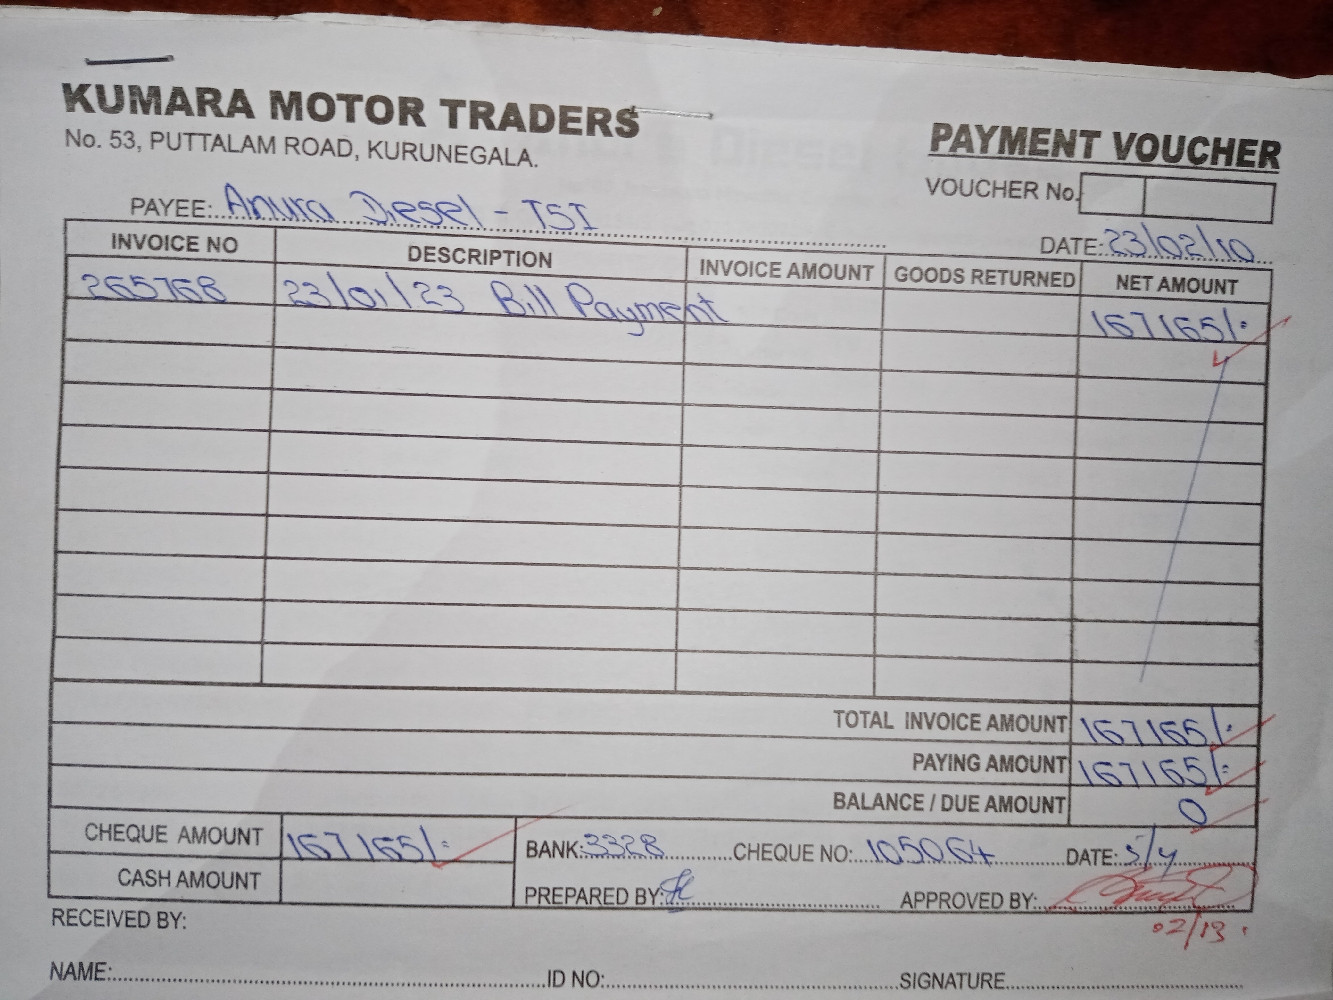 KUMARA MOTOR TRADERS
No. 53, PUTTALAM ROAD, KURUNEGALA.
PAYMENT VOUCHER
VOUCHER No.
PAYEE: Anura Diesel - TSI
DATE: 23/02/10
INVOICE NO DESCRIPTION INVOICE AMOUNT GOODS RETURNED NET AMOUNT
265768 23/01/23 Bill Payment 167165/-
TOTAL INVOICE AMOUNT 167165/-
PAYING AMOUNT 167165/-
BALANCE / DUE AMOUNT 0
CHEQUE AMOUNT 167165/- BANK: 3328 CHEQUE NO: 105064 DATE: 5/4
CASH AMOUNT PREPARED BY: APPROVED BY:
02/13
RECEIVED BY:
NAME: ID NO: SIGNATURE